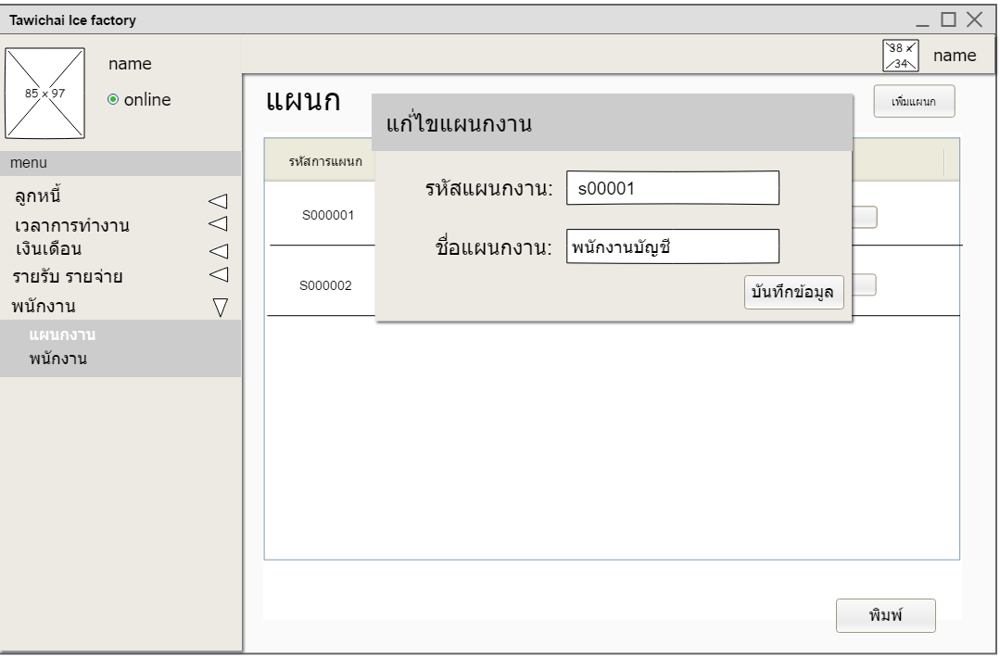 Tawichai Ice factory
85 x 97
name
online
38 x 34
name
menu
ลูกหนี้
เวลาการทำงาน
เงินเดือน
รายรับ รายจ่าย
พนักงาน
แผนกงาน
พนักงาน
แผนก
เพิ่มแผนก
รหัสการแผนก
S000001
S000002
แก้ไขแผนกงาน
รหัสแผนกงาน:
s00001
ชื่อแผนกงาน:
พนักงานบัญชี
บันทึกข้อมูล
พิมพ์